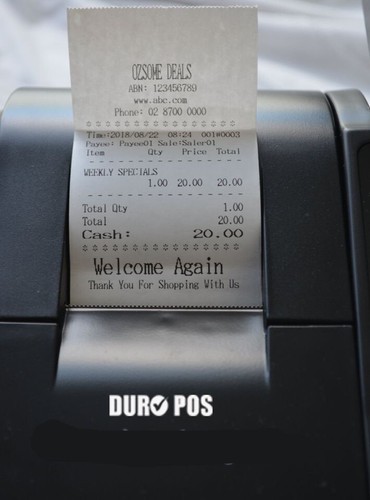 OZSOME DEALS
ABN: 123456789
www.abc.com
Phone: 02 8700 0000
Time:2018/08/22 08:24 001#0003
Payee: Payee01 Sale:Saler01
Item Qty Price Total
WEEKLY SPECIALS
1.00 20.00 20.00
Total Qty 1.00
Total 20.00
Cash: 20.00
Welcome Again
Thank You For Shopping With Us
DURO POS